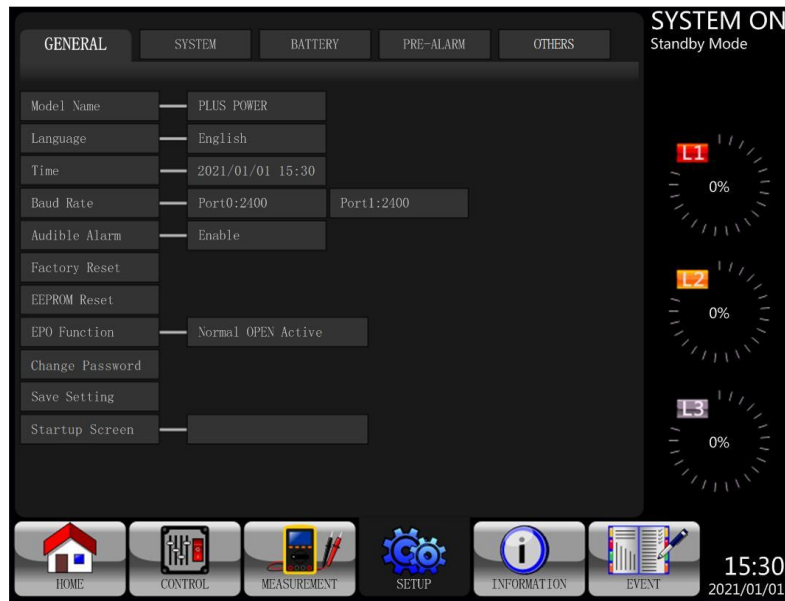 SYSTEM ON
Standby Mode
GENERAL SYSTEM BATTERY PRE-ALARM OTHERS
Model Name PLUS POWER
Language English
Time 2021/01/01 15:30
Baud Rate Port0:2400 Port1:2400
Audible Alarm Enable
Factory Reset
EEPROM Reset
EPO Function Normal OPEN Active
Change Password
Save Setting
Startup Screen
L1
0%
L2
0%
L3
0%
HOME CONTROL MEASUREMENT SETUP INFORMATION EVENT
15:30
2021/01/01